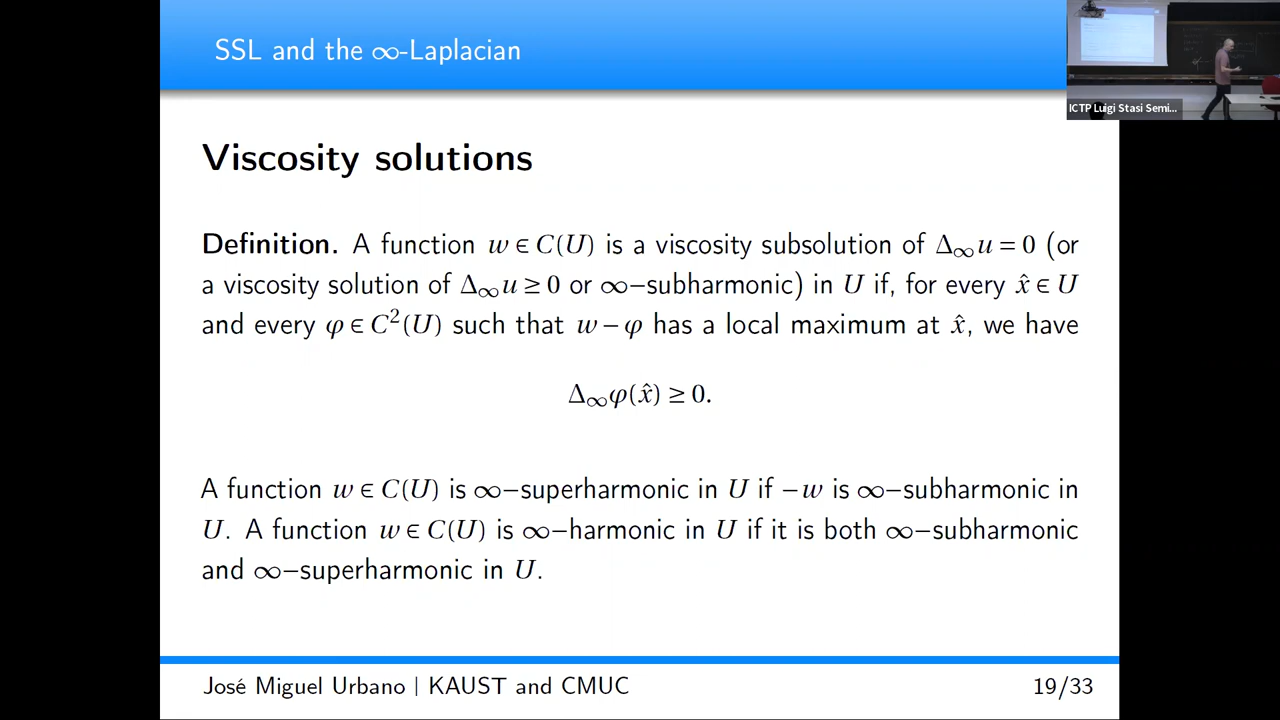 SSL and the ∞-Laplacian
ICTP Luigi Stasi Semi...
Viscosity solutions
Definition. A function w ∈ C(U) is a viscosity subsolution of Δ∞u = 0 (or
a viscosity solution of Δ∞u ≥ 0 or ∞−subharmonic) in U if, for every x̂ ∈ U
and every φ ∈ C²(U) such that w − φ has a local maximum at x̂, we have
Δ∞φ(x̂) ≥ 0.
A function w ∈ C(U) is ∞−superharmonic in U if −w is ∞−subharmonic in
U. A function w ∈ C(U) is ∞−harmonic in U if it is both ∞−subharmonic
and ∞−superharmonic in U.
José Miguel Urbano | KAUST and CMUC
19/33